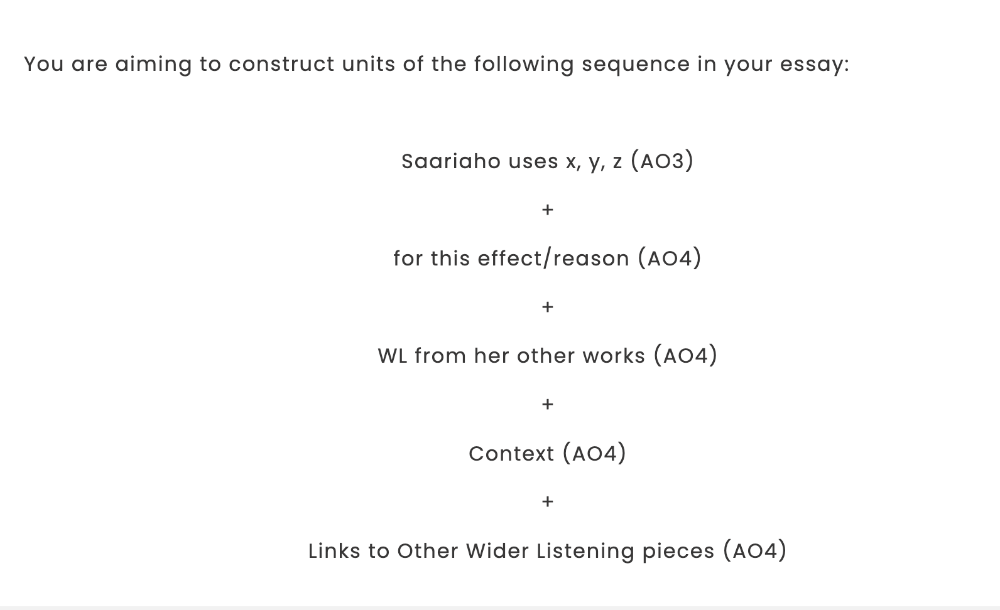 You are aiming to construct units of the following sequence in your essay:
Saariaho uses x, y, z (AO3)
+
for this effect/reason (AO4)
+
WL from her other works (AO4)
+
Context (AO4)
+
Links to Other Wider Listening pieces (AO4)